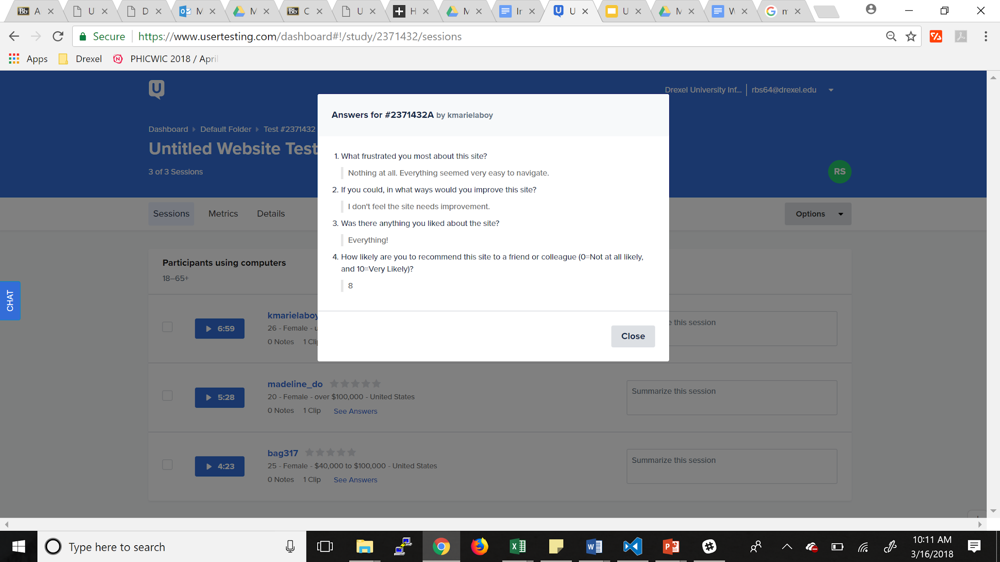 Bb A
U
D
M
M
Bb C
U
H
M
Ir
U
U
M
W
G m
Secure https://www.usertesting.com/dashboard#!/study/2371432/sessions
Apps Drexel PHICWIC 2018 / April
U
Drexel University Inf... rbs64@drexel.edu
Dashboard Default Folder Test #2371432
Untitled Website Test
3 of 3 Sessions
RS
Sessions Metrics Details Options
Participants using computers
18–65+
CHAT
6:59
kmarielaboy
26 - Female - u
0 Notes 1 Clip
e this session
5:28
madeline_do
20 - Female - over $100,000 - United States
0 Notes 1 Clip See Answers
Summarize this session
4:23
bag317
25 - Female - $40,000 to $100,000 - United States
0 Notes 1 Clip See Answers
Summarize this session
Answers for #2371432A by kmarielaboy
1. What frustrated you most about this site?
Nothing at all. Everything seemed very easy to navigate.
2. If you could, in what ways would you improve this site?
I don't feel the site needs improvement.
3. Was there anything you liked about the site?
Everything!
4. How likely are you to recommend this site to a friend or colleague (0=Not at all likely,
and 10=Very Likely)?
8
Close
Type here to search
10:11 AM
3/16/2018